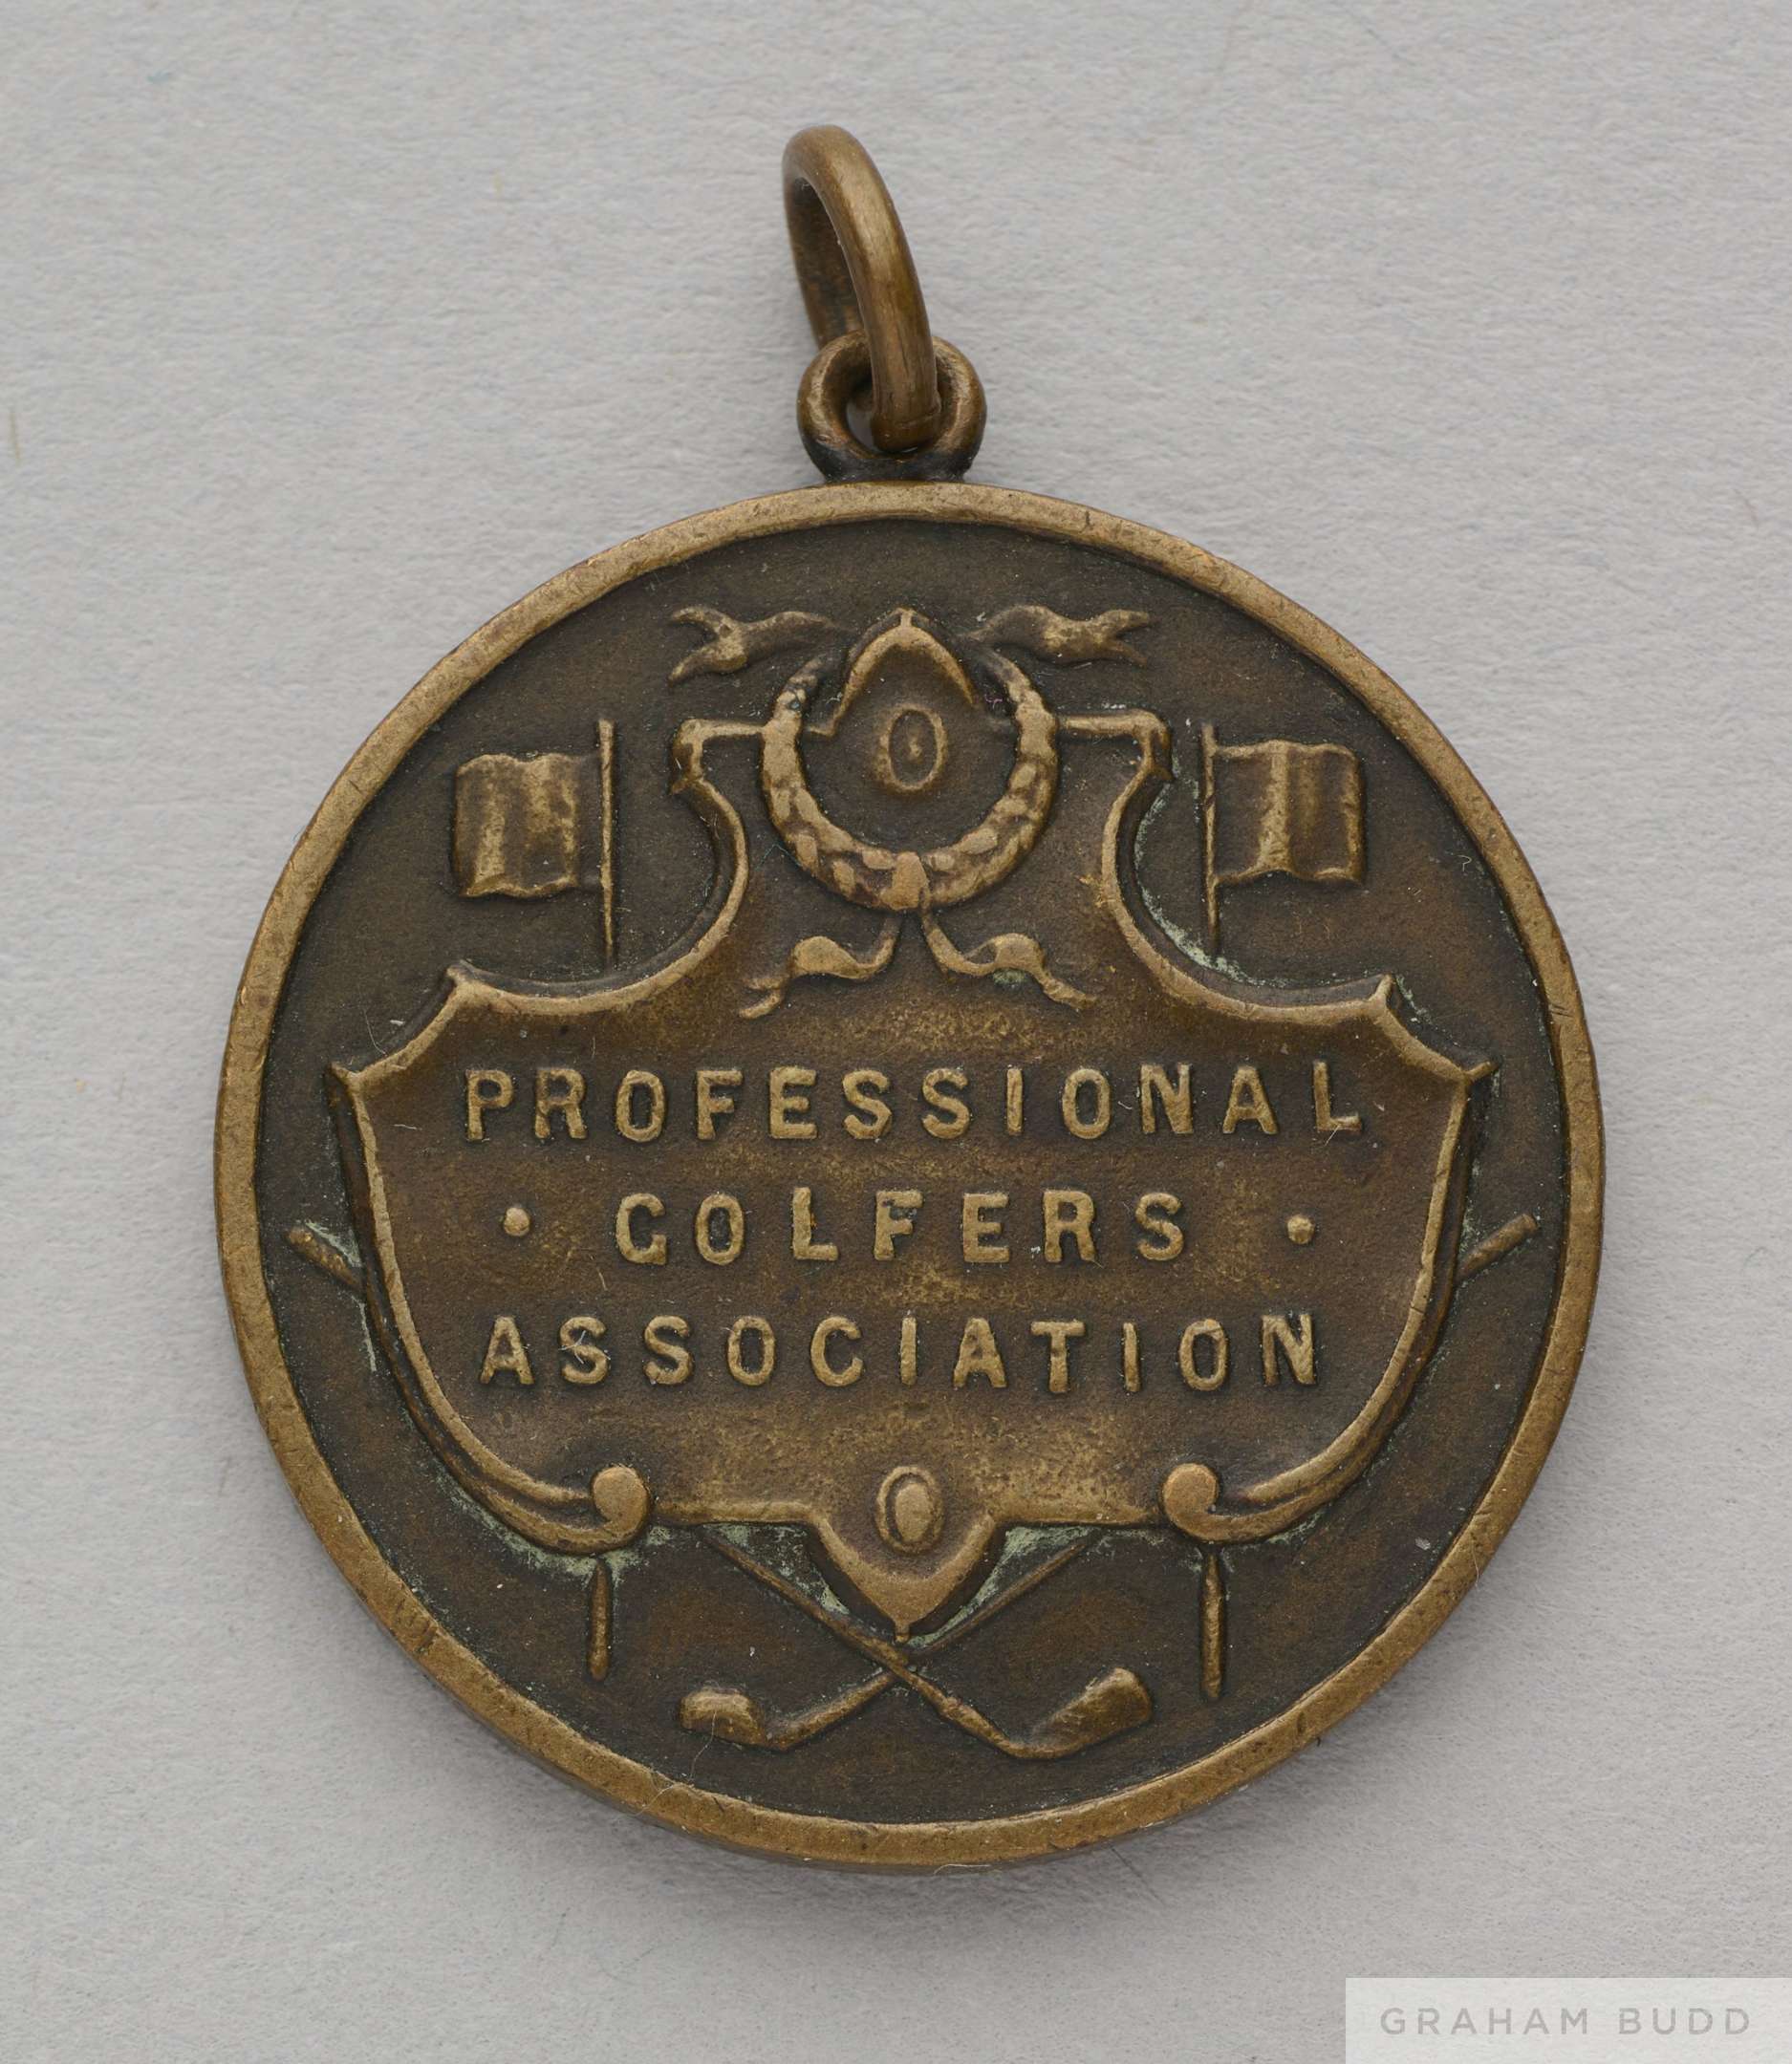 PROFESSIONAL
· GOLFERS ·
ASSOCIATION
GRAHAM BUDD